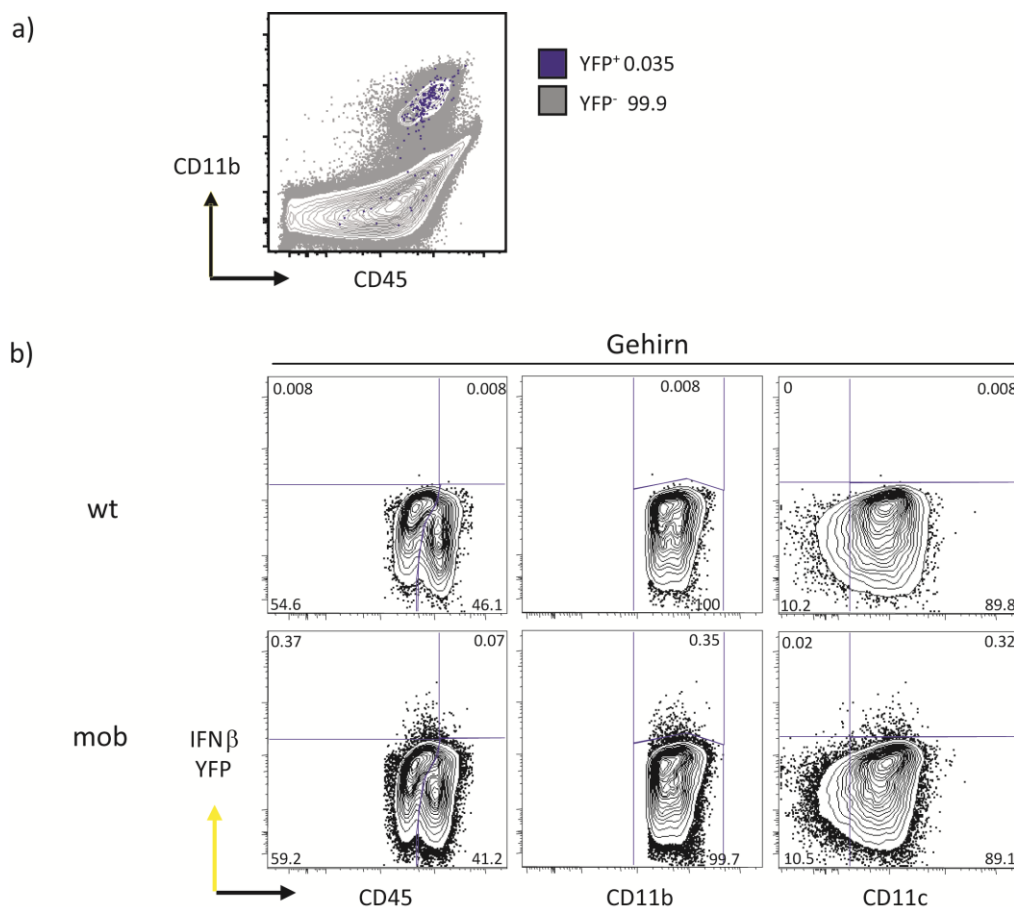 a)
YFP+ 0.035
YFP- 99.9
CD11b
CD45
b)
Gehirn
wt
0.008 0.008
54.6 46.1
0.008
100
0 0.008
10.2 89.8
mob
IFNβ
YFP
0.37 0.07
59.2 41.2
0.35
99.7
0.02 0.32
10.5 89.1
CD45
CD11b
CD11c